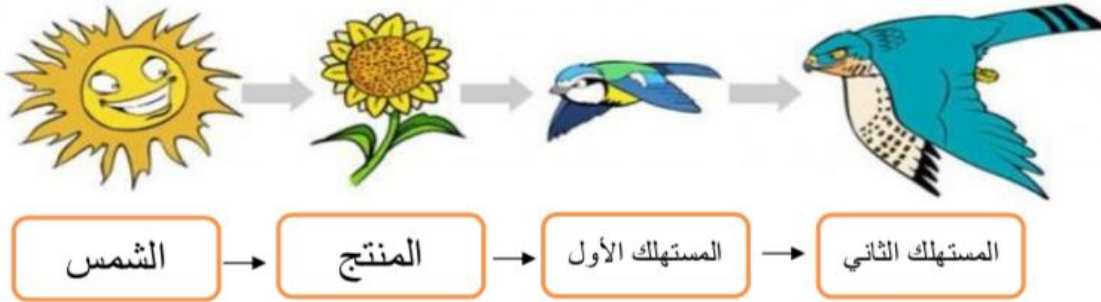 الشمس
المنتج
المستهلك الأول
المستهلك الثاني